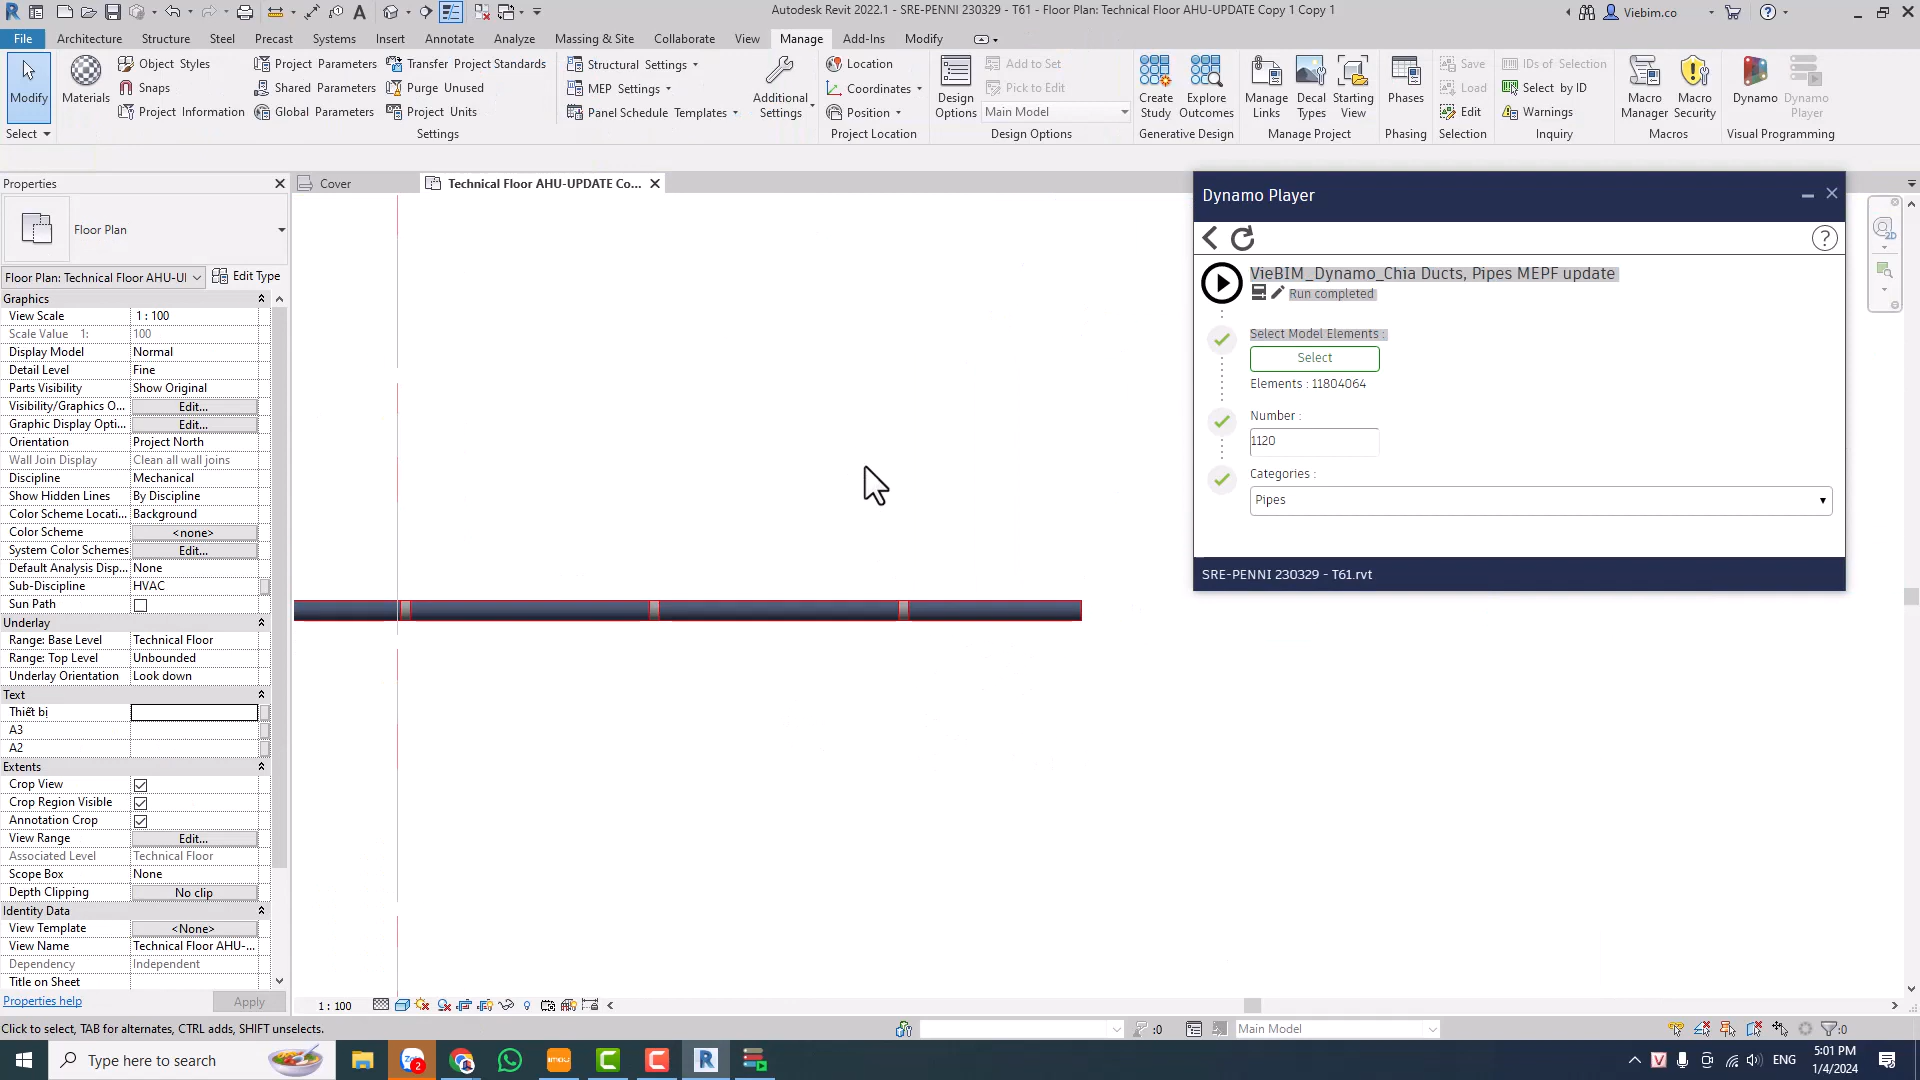 Autodesk Revit 2022.1 - SRE-PENNI 230329 - T61 - Floor Plan: Technical Floor AHU-UPDATE Copy 1 Copy 1
Viebim.co
File Architecture Structure Steel Precast Systems Insert Annotate Analyze Massing & Site Collaborate View Manage Add-Ins Modify
Modify
Materials
Object Styles
Snaps
Project Information
Project Parameters
Shared Parameters
Global Parameters
Transfer Project Standards
Purge Unused
Project Units
Structural Settings
MEP Settings
Panel Schedule Templates
Additional Settings
Location
Coordinates
Position
Design Options
Add to Set
Pick to Edit
Main Model
Create Study
Explore Outcomes
Manage Links
Decal Types
Starting View
Phases
Save
Load
Edit
IDs of Selection
Select by ID
Warnings
Macro Manager
Macro Security
Dynamo
Dynamo Player
Select Settings Project Location Design Options Generative Design Manage Project Phasing Selection Inquiry Macros Visual Programming
Properties
Cover
Technical Floor AHU-UPDATE Co...
Floor Plan
Floor Plan: Technical Floor AHU-UI
Edit Type
Graphics
View Scale 1 : 100
Scale Value 1: 100
Display Model Normal
Detail Level Fine
Parts Visibility Show Original
Visibility/Graphics O... Edit...
Graphic Display Opti... Edit...
Orientation Project North
Wall Join Display Clean all wall joins
Discipline Mechanical
Show Hidden Lines By Discipline
Color Scheme Locati... Background
Color Scheme <none>
System Color Schemes Edit...
Default Analysis Disp... None
Sub-Discipline HVAC
Sun Path
Underlay
Range: Base Level Technical Floor
Range: Top Level Unbounded
Underlay Orientation Look down
Text
Thiết bị
A3
A2
Extents
Crop View
Crop Region Visible
Annotation Crop
View Range Edit...
Associated Level Technical Floor
Scope Box None
Depth Clipping No clip
Identity Data
View Template <None>
View Name Technical Floor AHU-...
Dependency Independent
Title on Sheet
Properties help
Apply
Dynamo Player
VieBIM_Dynamo_Chia Ducts, Pipes MEPF update
Run completed
Select Model Elements :
Select
Elements : 11804064
Number :
1120
Categories :
Pipes
SRE-PENNI 230329 - T61.rvt
2D
1 : 100
Click to select, TAB for alternates, CTRL adds, SHIFT unselects.
:0
Main Model
:0
Type here to search
ENG
5:01 PM
1/4/2024